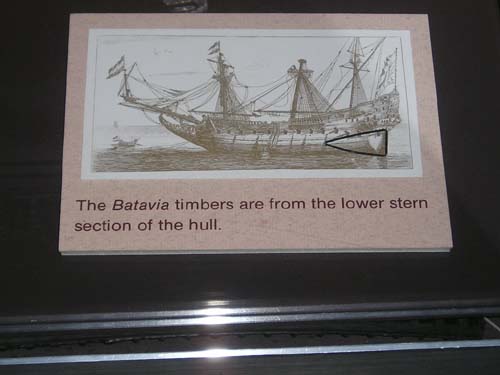 The Batavia timbers are from the lower stern
section of the hull.